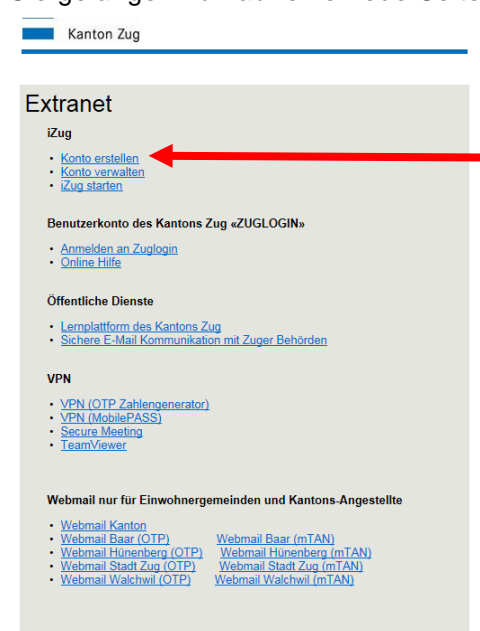 Kanton Zug
Extranet
iZug
• Konto erstellen
• Konto verwalten
• iZug starten
Benutzerkonto des Kantons Zug «ZUGLOGIN»
• Anmelden an Zuglogin
• Online Hilfe
Öffentliche Dienste
• Lernplattform des Kantons Zug
• Sichere E-Mail Kommunikation mit Zuger Behörden
VPN
• VPN (OTP Zahlengenerator)
• VPN (MobilePASS)
• Secure Meeting
• TeamViewer
Webmail nur für Einwohnergemeinden und Kantons-Angestellte
• Webmail Kanton
• Webmail Baar (OTP) Webmail Baar (mTAN)
• Webmail Hünenberg (OTP) Webmail Hünenberg (mTAN)
• Webmail Stadt Zug (OTP) Webmail Stadt Zug (mTAN)
• Webmail Walchwil (OTP) Webmail Walchwil (mTAN)